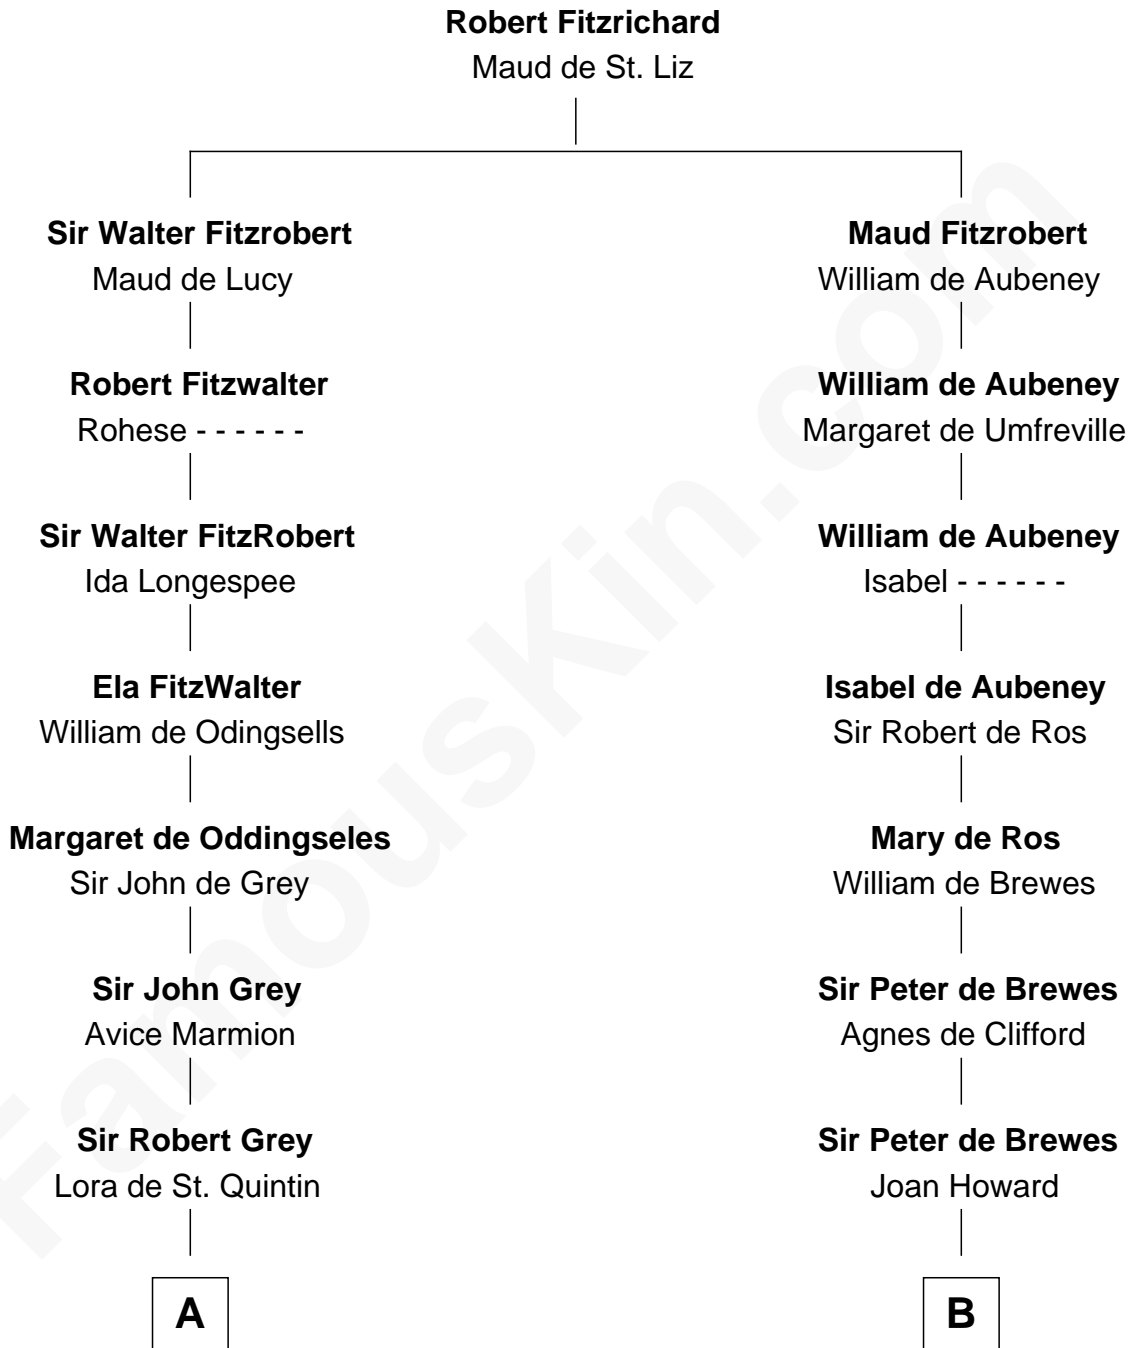 Robert Fitzrichard
Maud de St. Liz
Sir Walter Fitzrobert
Maud de Lucy
Maud Fitzrobert
William de Aubeney
Robert Fitzwalter
Rohese - - - - - -
William de Aubeney
Margaret de Umfreville
Sir Walter FitzRobert
Ida Longespee
William de Aubeney
Isabel - - - - - -
Ela FitzWalter
William de Odingsells
Isabel de Aubeney
Sir Robert de Ros
Margaret de Oddingseles
Sir John de Grey
Mary de Ros
William de Brewes
Sir John Grey
Avice Marmion
Sir Peter de Brewes
Agnes de Clifford
Sir Robert Grey
Lora de St. Quintin
Sir Peter de Brewes
Joan Howard
A
B
FamousKin.com